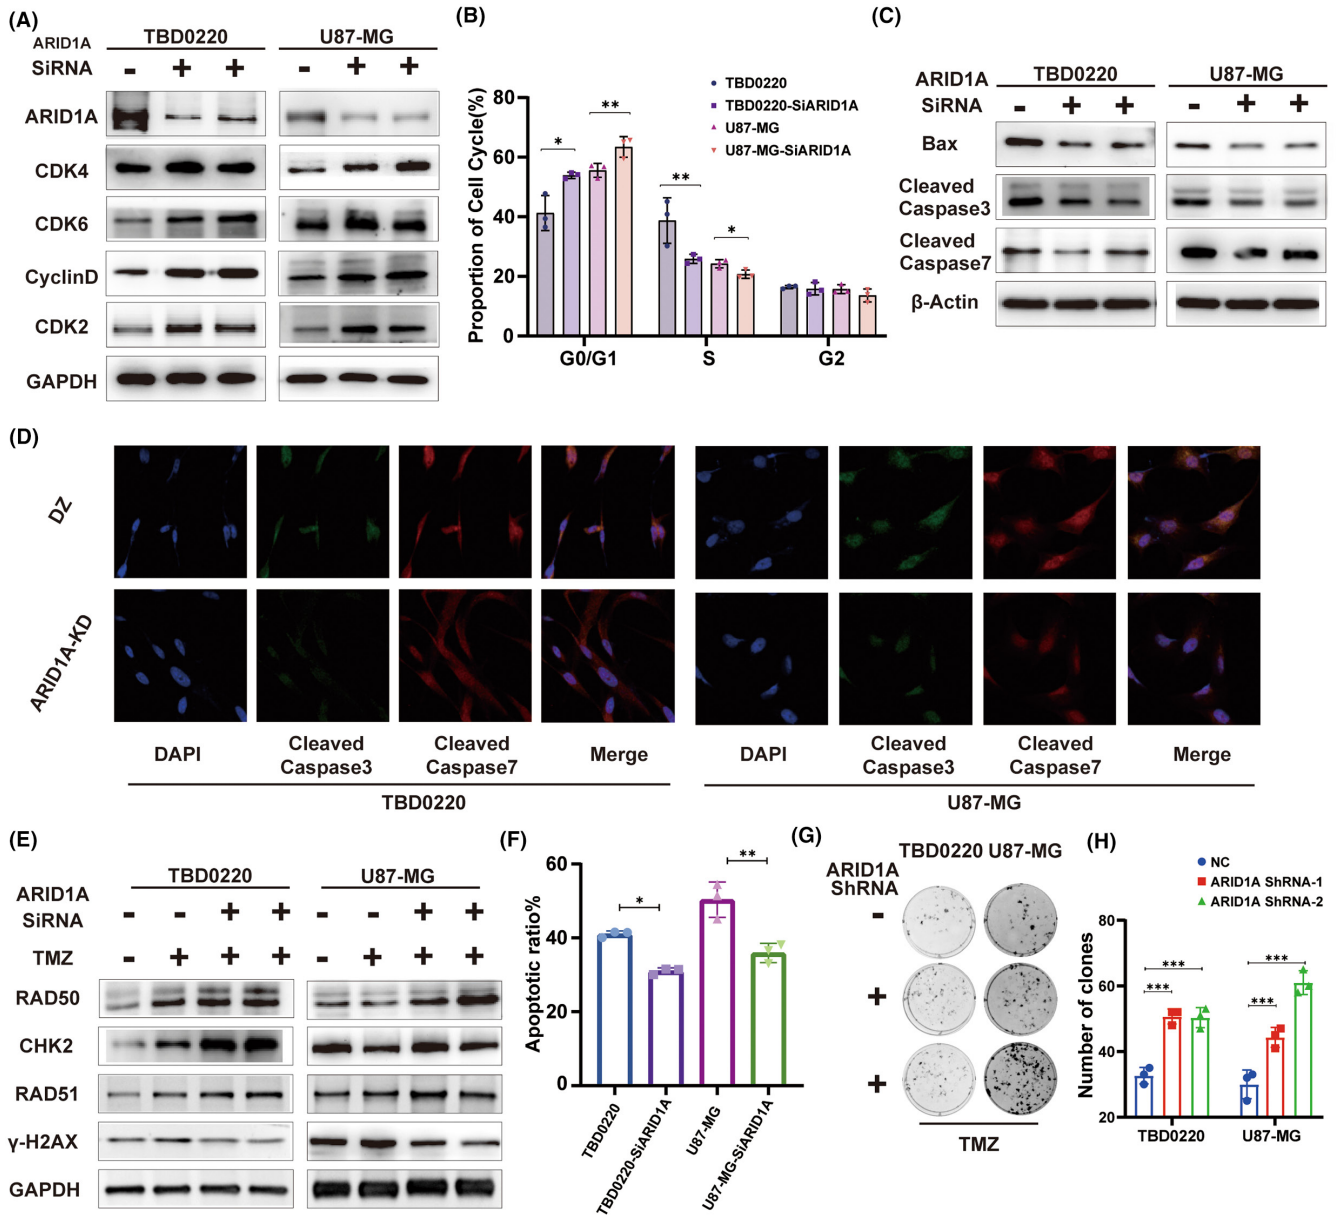 (A)
ARID1A
SiRNA
TBD0220
U87-MG
- + + - + +
ARID1A
CDK4
CDK6
CyclinD
CDK2
GAPDH
(B)
Proportion of Cell Cycle(%)
80
60
40
20
0
* ** ** *
G0/G1 S G2
TBD0220
TBD0220-SiARID1A
U87-MG
U87-MG-SiARID1A
(C)
ARID1A
SiRNA
TBD0220
U87-MG
- + + - + +
Bax
Cleaved
Caspase3
Cleaved
Caspase7
β-Actin
(D)
DZ
ARID1A-KD
DAPI
Cleaved
Caspase3
Cleaved
Caspase7
Merge
TBD0220
DAPI
Cleaved
Caspase3
Cleaved
Caspase7
Merge
U87-MG
(E)
ARID1A
SiRNA
TBD0220
U87-MG
- - + + - - + +
TMZ
- + + + - + + +
RAD50
CHK2
RAD51
γ-H2AX
GAPDH
(F)
Apoptotic ratio%
60
40
20
0
* **
TBD0220
TBD0220-SiARID1A
U87-MG
U87-MG-SiARID1A
(G)
ARID1A
ShRNA
TBD0220 U87-MG
-
+
+
TMZ
(H)
NC
ARID1A ShRNA-1
ARID1A ShRNA-2
Number of clones
80
60
40
20
*** *** *** ***
TBD0220
U87-MG